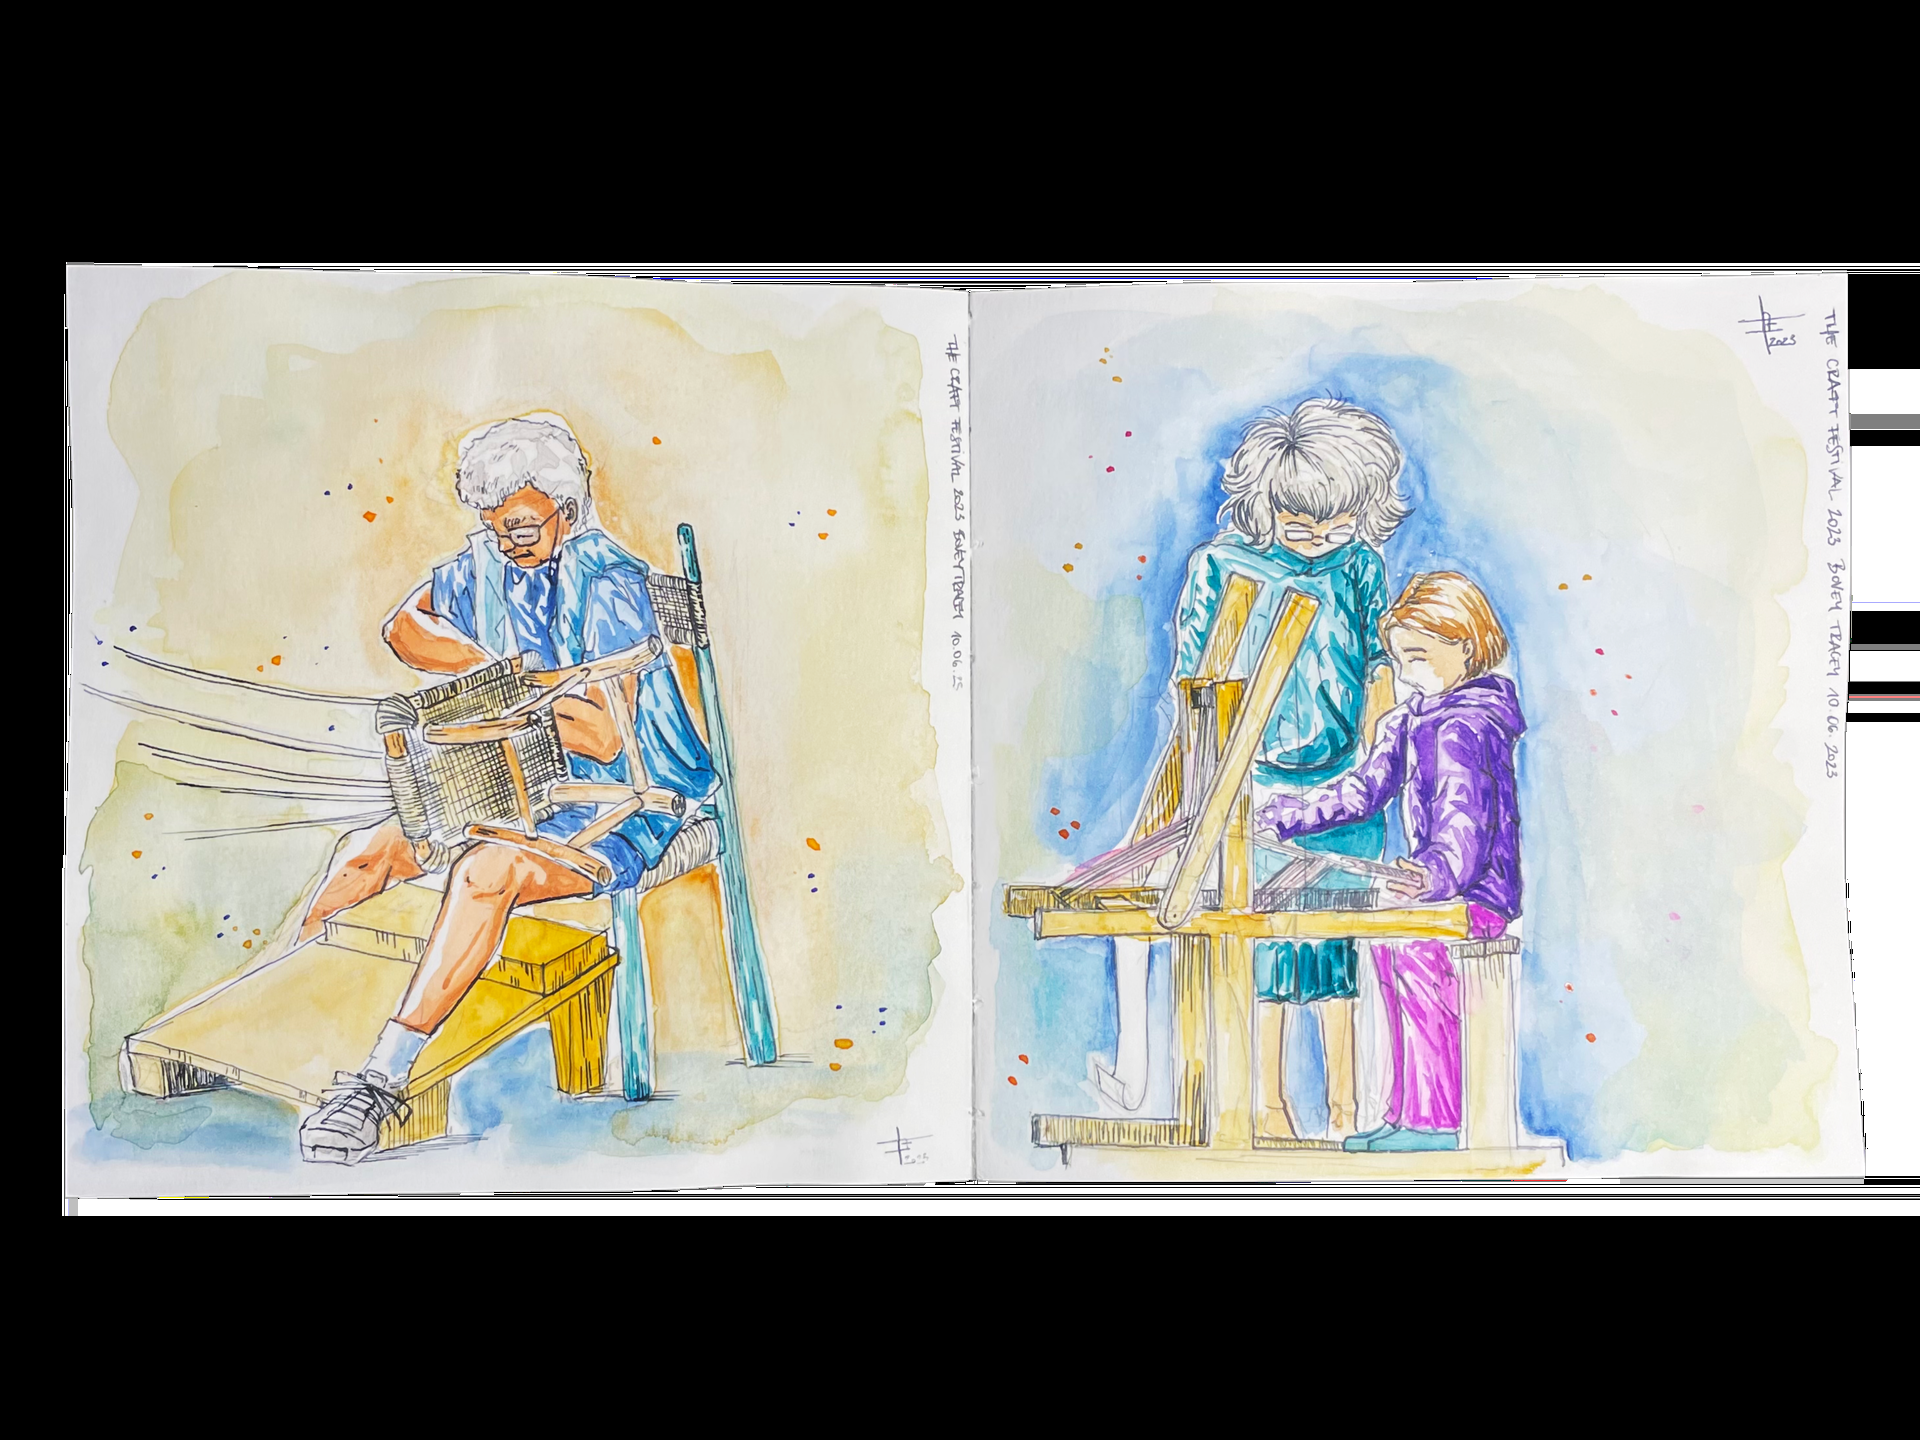 THE CRAFT FESTIVAL 2023 BOVEY TRACEY 10.06.23
2023
THE CRAFT FESTIVAL 2023 BOVEY TRACEY 10.06.2023
2023